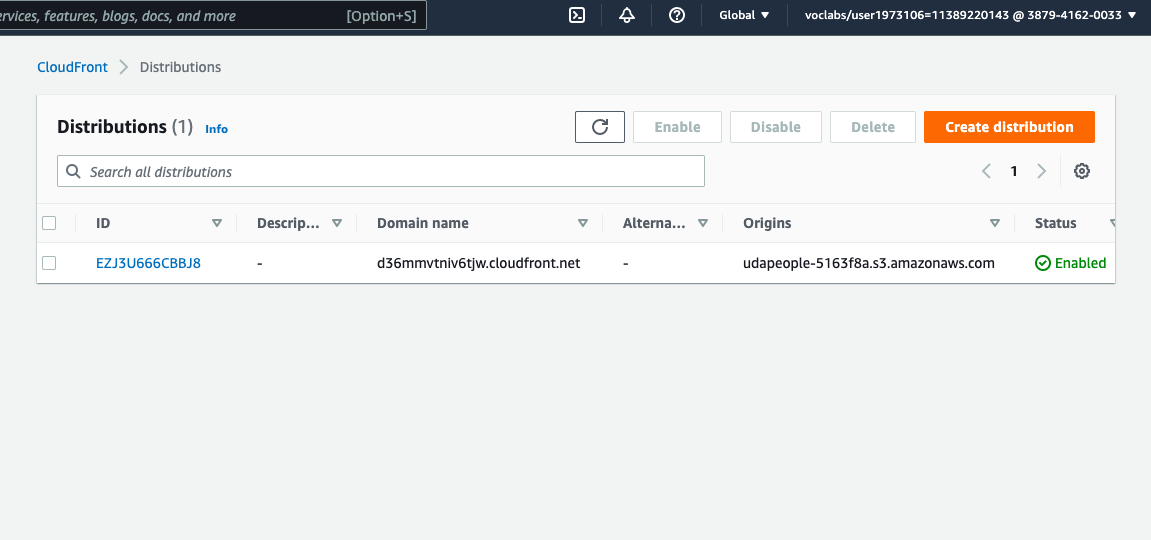 ervices, features, blogs, docs, and more [Option+S] Global voclabs/user1973106=11389220143 @ 3879-4162-0033
CloudFront Distributions
Distributions (1) Info Enable Disable Delete Create distribution
Search all distributions 1
ID Descrip... Domain name Alterna... Origins Status
EZJ3U666CBBJ8 - d36mmvtniv6tjw.cloudfront.net - udapeople-5163f8a.s3.amazonaws.com Enabled